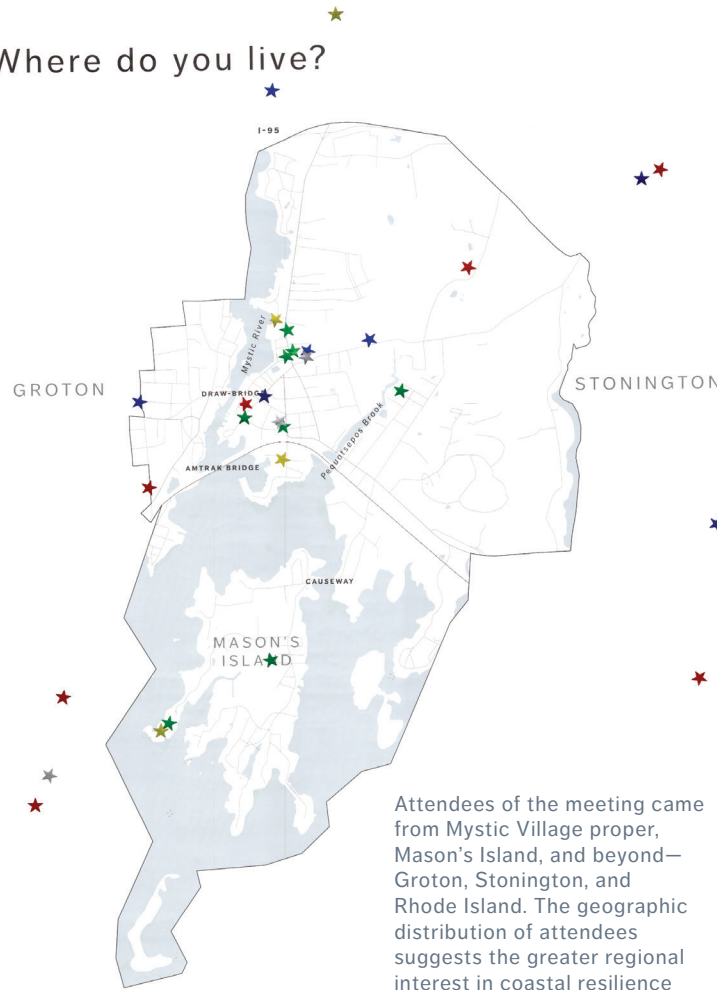 Where do you live?
I-95
Mystic River
GROTON
STONINGTON
DRAW-BRIDGE
Pequotsepos Brook
AMTRAK BRIDGE
CAUSEWAY
MASON'S
ISLAND
Attendees of the meeting came
from Mystic Village proper,
Mason's Island, and beyond—
Groton, Stonington, and
Rhode Island. The geographic
distribution of attendees
suggests the greater regional
interest in coastal resilience